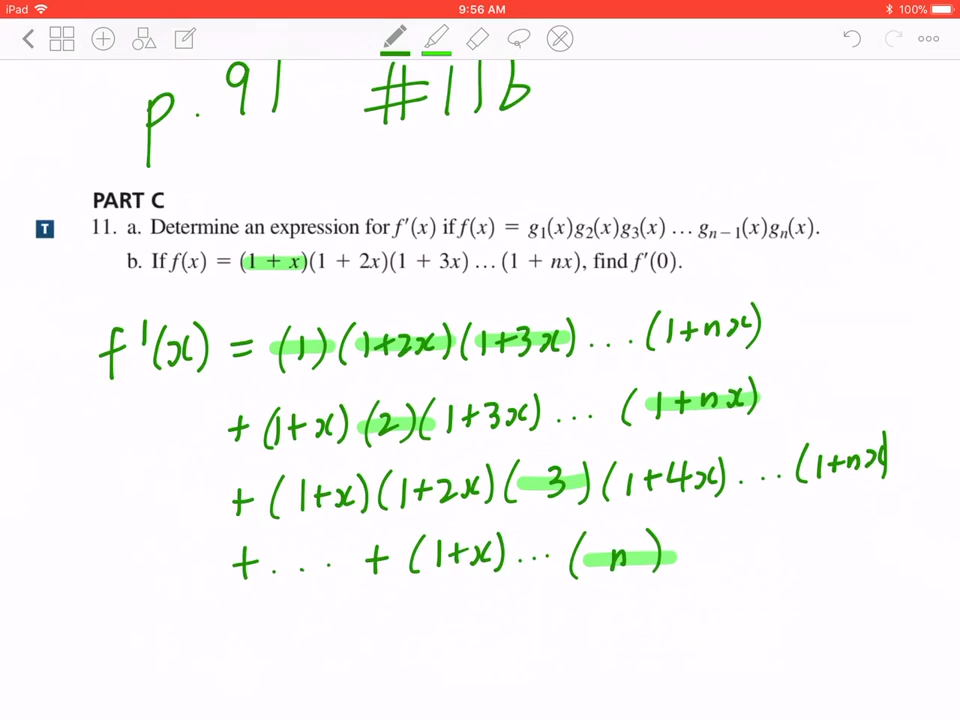 iPad 9:56 AM 100%
p. 91 #11b
PART C
T 11. a. Determine an expression for f′(x) if f(x) = g₁(x)g₂(x)g₃(x) … gₙ₋₁(x)gₙ(x).
b. If f(x) = (1 + x)(1 + 2x)(1 + 3x) … (1 + nx), find f′(0).
f'(x) = (1)(1+2x)(1+3x) ... (1+nx)
+ (1+x)(2)(1+3x) ... (1+nx)
+ (1+x)(1+2x)(3)(1+4x) ... (1+nx)
+ ... + (1+x) ... (n)